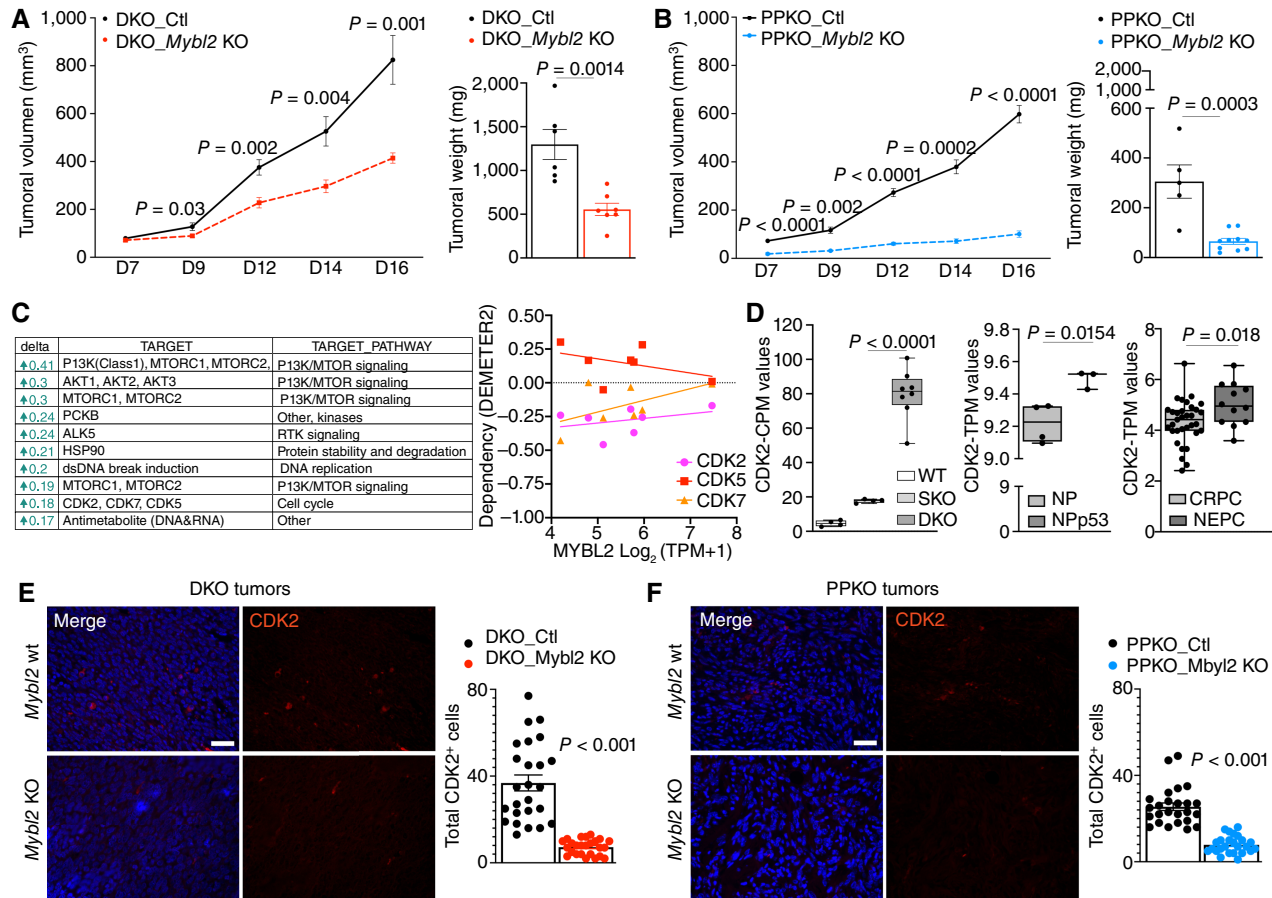 A
DKO_Ctl
DKO_Mybl2 KO
Tumoral volumen (mm3)
1,000
800
600
400
200
0
D7
D9
D12
D14
D16
P = 0.03
P = 0.002
P = 0.004
P = 0.001
DKO_Ctl
DKO_Mybl2 KO
P = 0.0014
Tumoral weight (mg)
2,000
1,500
1,000
500
0
B
PPKO_Ctl
PPKO_Mybl2 KO
Tumoral volumen (mm3)
1,000
800
600
400
200
0
D7
D9
D12
D14
D16
P < 0.0001
P = 0.002
P < 0.0001
P = 0.0002
P < 0.0001
PPKO_Ctl
PPKO_Mybl2 KO
P = 0.0003
Tumoral weight (mg)
2,000
1,000
600
400
200
0
C
delta TARGET TARGET_PATHWAY
0.41 P13K(Class1), MTORC1, MTORC2, P13K/MTOR signaling
0.3 AKT1, AKT2, AKT3 P13K/MTOR signaling
0.3 MTORC1, MTORC2 P13K/MTOR signaling
0.24 PCKB Other, kinases
0.24 ALK5 RTK signaling
0.21 HSP90 Protein stability and degradation
0.2 dsDNA break induction DNA replication
0.19 MTORC1, MTORC2 P13K/MTOR signaling
0.18 CDK2, CDK7, CDK5 Cell cycle
0.17 Antimetabolite (DNA&RNA) Other
Dependency (DEMETER2)
0.50
0.25
0.00
−0.25
−0.50
−0.75
−1.00
4
5
6
7
8
MYBL2 Log2 (TPM+1)
CDK2
CDK5
CDK7
D
CDK2-CPM values
120
100
80
60
40
20
0
P < 0.0001
WT
SKO
DKO
CDK2-TPM values
9.8
9.6
9.4
9.2
9.0
9
0
P = 0.0154
NP
NPp53
CDK2-TPM values
8
6
4
2
0
P = 0.018
CRPC
NEPC
E
DKO tumors
Merge
CDK2
Mybl2 wt
Mybl2 KO
DKO_Ctl
DKO_Mybl2 KO
P < 0.001
Total CDK2+ cells
80
40
0
F
PPKO tumors
Merge
CDK2
Mybl2 wt
Mybl2 KO
PPKO_Ctl
PPKO_Mbyl2 KO
P < 0.001
Total CDK2+ cells
80
40
0